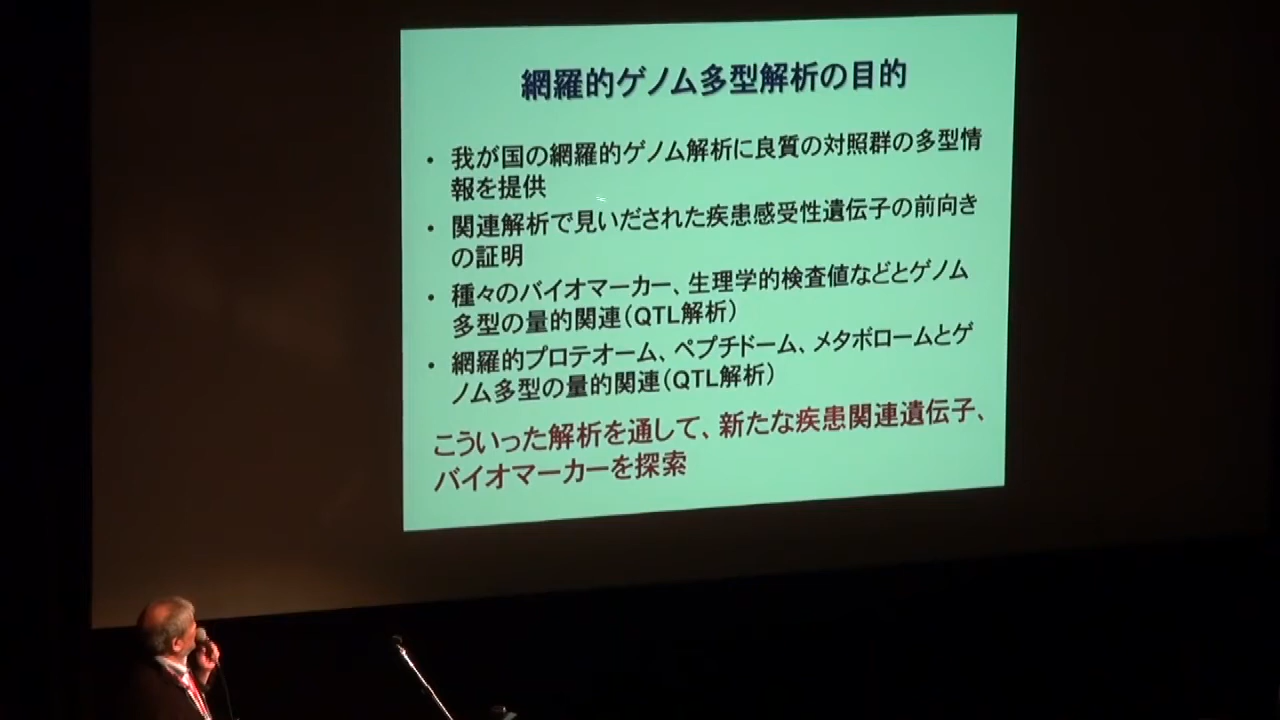 網羅的ゲノム多型解析の目的
・ 我が国の網羅的ゲノム解析に良質の対照群の多型情
報を提供
・ 関連解析で見いだされた疾患感受性遺伝子の前向き
の証明
・ 種々のバイオマーカー、生理学的検査値などとゲノム
多型の量的関連（QTL解析）
・ 網羅的プロテオーム、ペプチドーム、メタボロームとゲ
ノム多型の量的関連（QTL解析）
こういった解析を通して、新たな疾患関連遺伝子、
バイオマーカーを探索